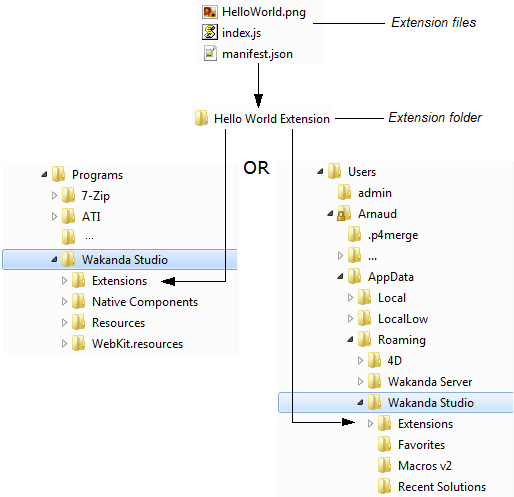 HelloWorld.png
Extension files
index.js
manifest.json
Hello World Extension
Extension folder
OR
Programs
7-Zip
ATI
...
Wakanda Studio
Extensions
Native Components
Resources
WebKit.resources
Users
admin
Arnaud
.p4merge
...
AppData
Local
LocalLow
Roaming
4D
Wakanda Server
Wakanda Studio
Extensions
Favorites
Macros v2
Recent Solutions